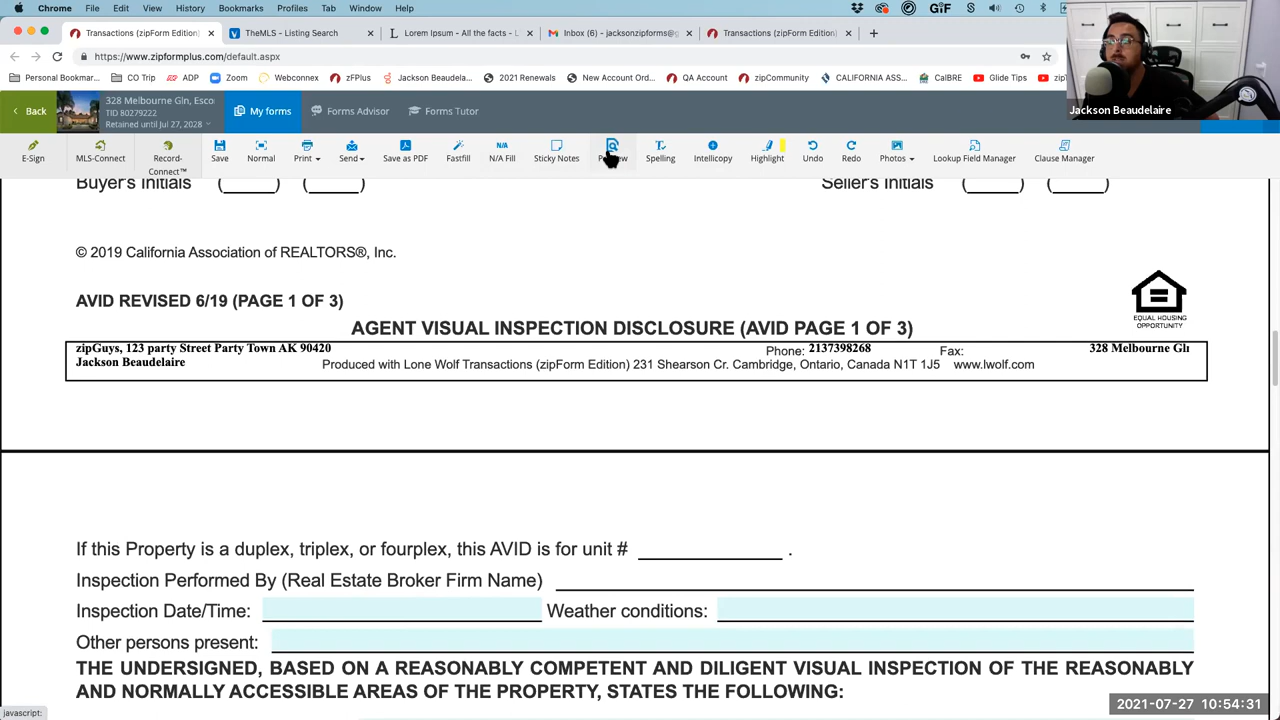 Chrome File Edit View History Bookmarks Profiles Tab Window Help
GIF
Transactions (zipForm Edition) TheMLS - Listing Search Lorem Ipsum - All the facts - L Inbox (6) - jacksonzipforms@g Transactions (zipForm Edition)
https://www.zipformplus.com/default.aspx
Personal Bookmar... CO Trip ADP Zoom Webconnex zFPlus Jackson Beau... 2021 Renewals New Account Ord... QA Account zipCommunity CALIFORNIA ASS... CalBRE Glide Tips
Jackson Beaudelaire
Back
328 Melbourne Gln, Escor
TID 80279222
Retained until Jul 27, 2028
My forms Forms Advisor Forms Tutor
E-Sign MLS-Connect Record-Connect™ Save Normal Print Send Save as PDF Fastfill N/A Fill Sticky Notes Spelling Intellicopy Highlight Undo Redo Photos Lookup Field Manager Clause Manager
Buyer's Initials (_____) (_____) Seller's Initials (_____) (_____)
© 2019 California Association of REALTORS®, Inc.
AVID REVISED 6/19 (PAGE 1 OF 3)
EQUAL HOUSING
OPPORTUNITY
AGENT VISUAL INSPECTION DISCLOSURE (AVID PAGE 1 OF 3)
zipGuys, 123 party Street Party Town AK 90420 Phone: 2137398268 Fax: 328 Melbourne Gln
Jackson Beaudelaire Produced with Lone Wolf Transactions (zipForm Edition) 231 Shearson Cr. Cambridge, Ontario, Canada N1T 1J5 www.lwolf.com
If this Property is a duplex, triplex, or fourplex, this AVID is for unit # ________ .
Inspection Performed By (Real Estate Broker Firm Name)
Inspection Date/Time: Weather conditions:
Other persons present:
THE UNDERSIGNED, BASED ON A REASONABLY COMPETENT AND DILIGENT VISUAL INSPECTION OF THE REASONABLY
AND NORMALLY ACCESSIBLE AREAS OF THE PROPERTY, STATES THE FOLLOWING:
javascript:
2021-07-27 10:54:31